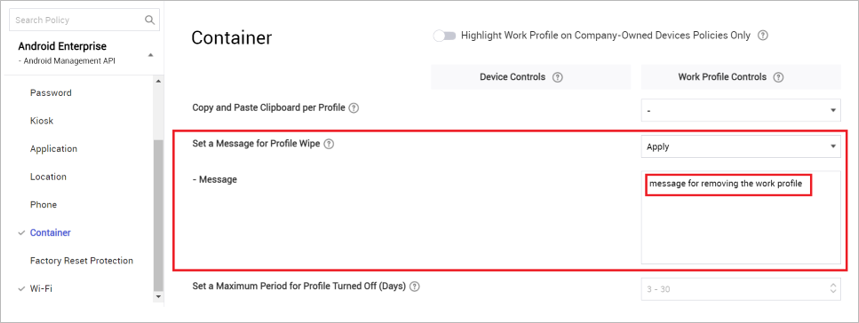 Search Policy
Android Enterprise
- Android Management API
Password
Kiosk
Application
Location
Phone
Container
Factory Reset Protection
Wi-Fi
Container
Highlight Work Profile on Company-Owned Devices Policies Only ?
Device Controls ?
Work Profile Controls ?
Copy and Paste Clipboard per Profile ?
-
Set a Message for Profile Wipe ?
Apply
- Message
message for removing the work profile
Set a Maximum Period for Profile Turned Off (Days) ?
3 - 30